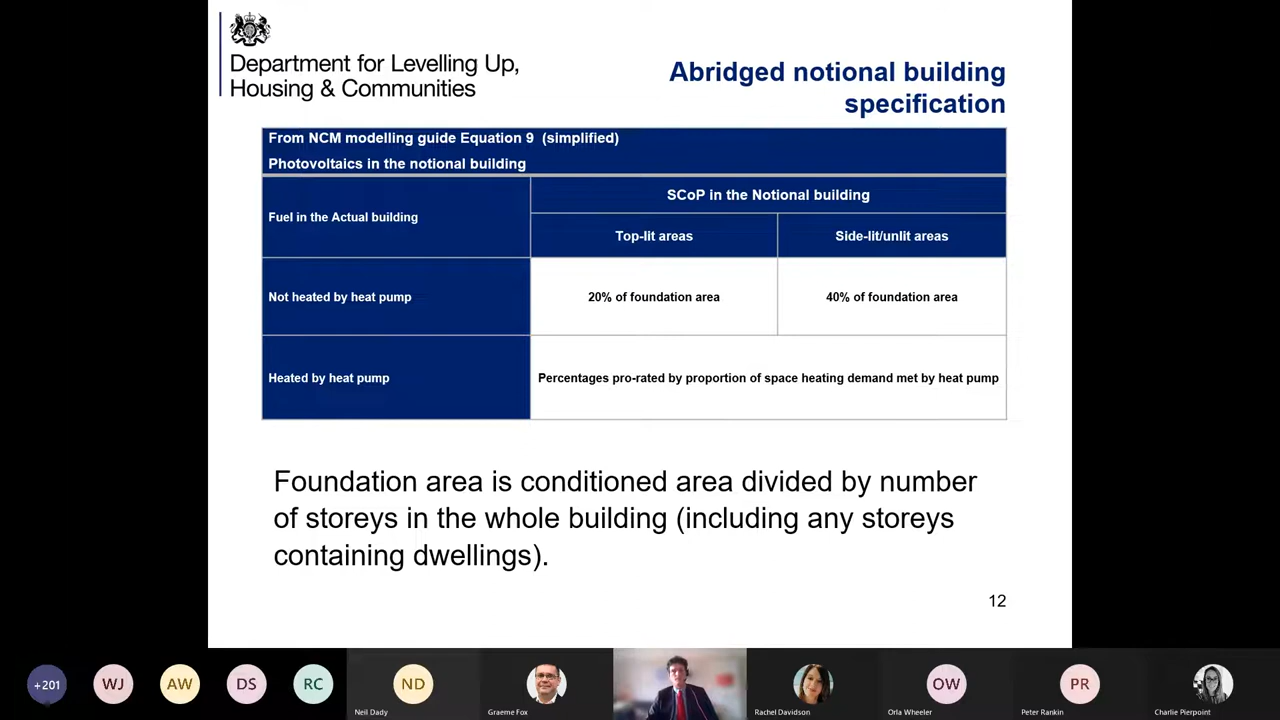 Department for Levelling Up,
Housing & Communities
Abridged notional building
specification
From NCM modelling guide Equation 9 (simplified)
Photovoltaics in the notional building
Fuel in the Actual building
SCoP in the Notional building
Top-lit areas
Side-lit/unlit areas
Not heated by heat pump
20% of foundation area
40% of foundation area
Heated by heat pump
Percentages pro-rated by proportion of space heating demand met by heat pump
Foundation area is conditioned area divided by number
of storeys in the whole building (including any storeys
containing dwellings).
12
+201
WJ
AW
DS
RC
ND
OW
PR
Neil Dady
Graeme Fox
Rachel Davidson
Orla Wheeler
Peter Rankin
Charlie Pierpoint